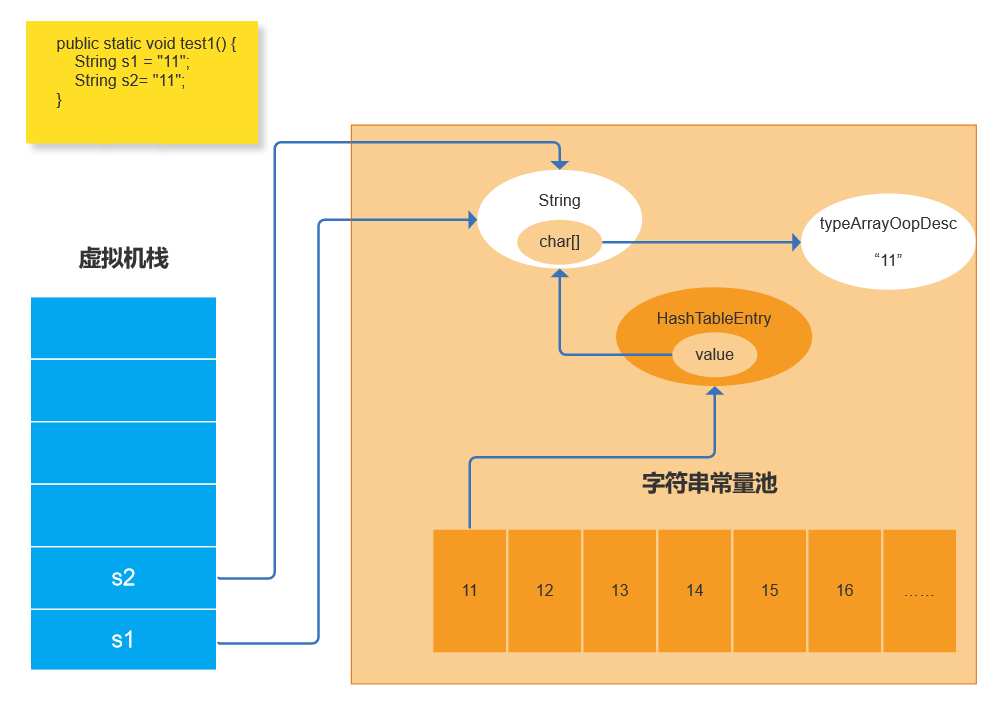 public static void test1() {
    String s1 = "11";
    String s2= "11";
}
String
char[]
typeArrayOopDesc
“11”
虚拟机栈
HashTableEntry
value
字符串常量池
s2
s1
11
12
13
14
15
16
……